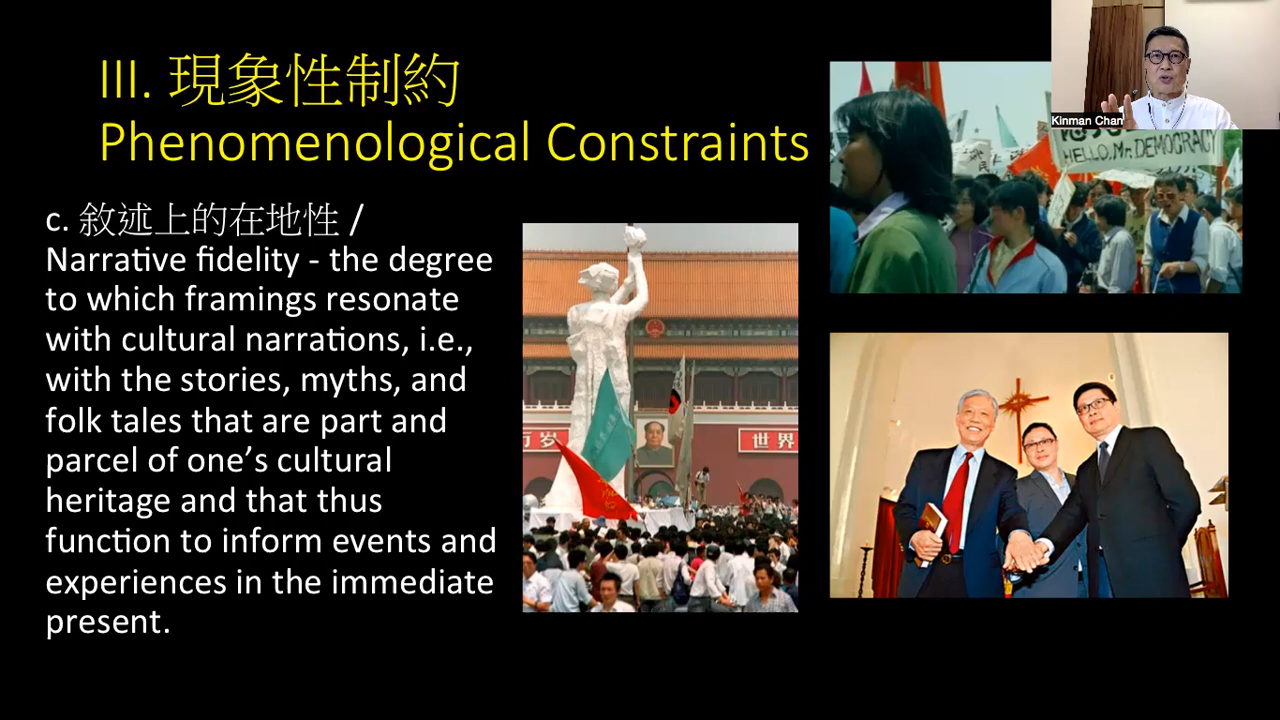 III. 現象性制約
Phenomenological Constraints
c. 敘述上的在地性 /
Narrative fidelity - the degree
to which framings resonate
with cultural narrations, i.e.,
with the stories, myths, and
folk tales that are part and
parcel of one's cultural
heritage and that thus
function to inform events and
experiences in the immediate
present.
万岁
世界
HELLO, Mr. DEMOCRACY
Kinman Chan